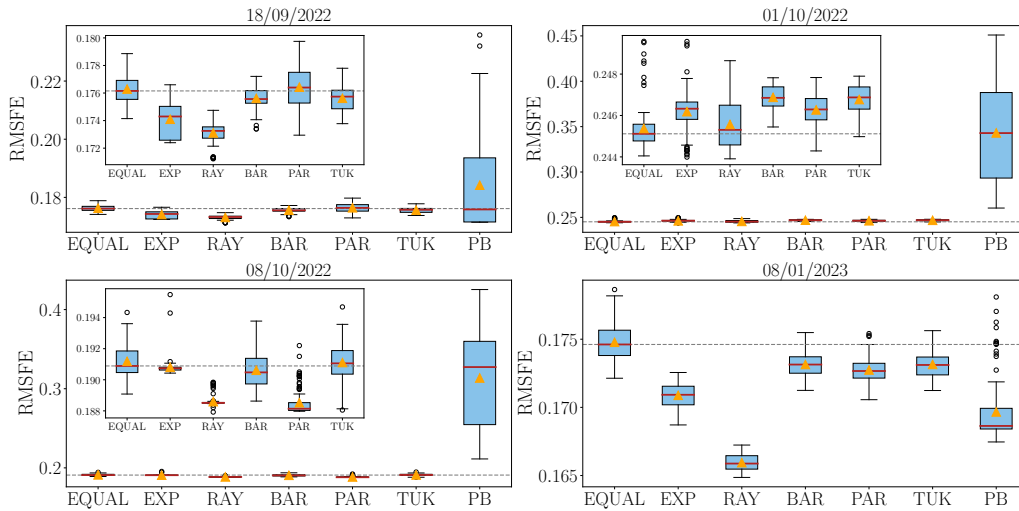 18/09/2022
RMSFE
0.22
0.20
0.18
0.180
0.178
0.176
0.174
0.172
EQUAL EXP RAY BAR PAR TUK
EQUAL EXP RAY BAR PAR TUK PB
01/10/2022
RMSFE
0.45
0.40
0.35
0.30
0.25
0.248
0.246
0.244
EQUAL EXP RAY BAR PAR TUK
EQUAL EXP RAY BAR PAR TUK PB
08/10/2022
RMSFE
0.4
0.3
0.2
0.194
0.192
0.190
0.188
EQUAL EXP RAY BAR PAR TUK
EQUAL EXP RAY BAR PAR TUK PB
08/01/2023
RMSFE
0.175
0.170
0.165
EQUAL EXP RAY BAR PAR TUK PB